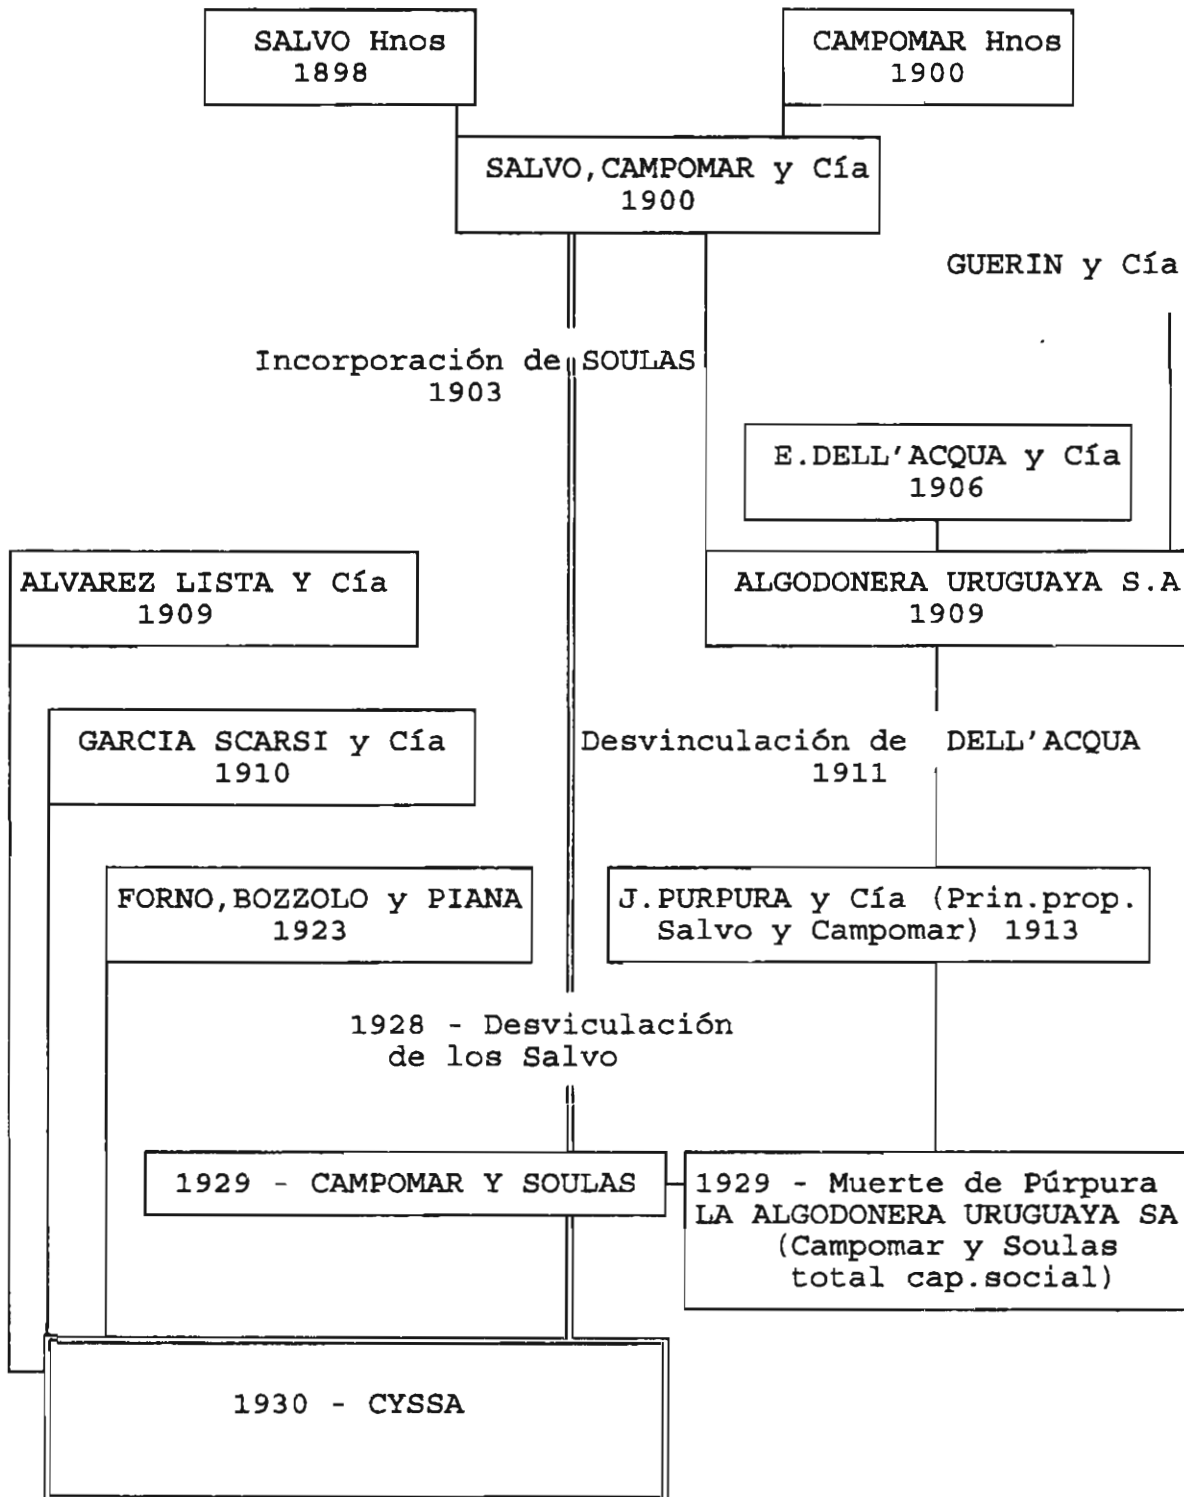 SALVO Hnos
1898
CAMPOMAR Hnos
1900
SALVO,CAMPOMAR y Cía
1900
GUERIN y Cía
Incorporación de SOULAS
1903
E.DELL'ACQUA y Cía
1906
ALVAREZ LISTA Y Cía
1909
ALGODONERA URUGUAYA S.A
1909
GARCIA SCARSI y Cía
1910
Desvinculación de DELL'ACQUA
1911
FORNO,BOZZOLO y PIANA
1923
J.PURPURA y Cía (Prin.prop.
Salvo y Campomar) 1913
1928 - Desviculación
de los Salvo
1929 - CAMPOMAR Y SOULAS
1929 - Muerte de Púrpura
LA ALGODONERA URUGUAYA SA
(Campomar y Soulas
total cap.social)
1930 - CYSSA